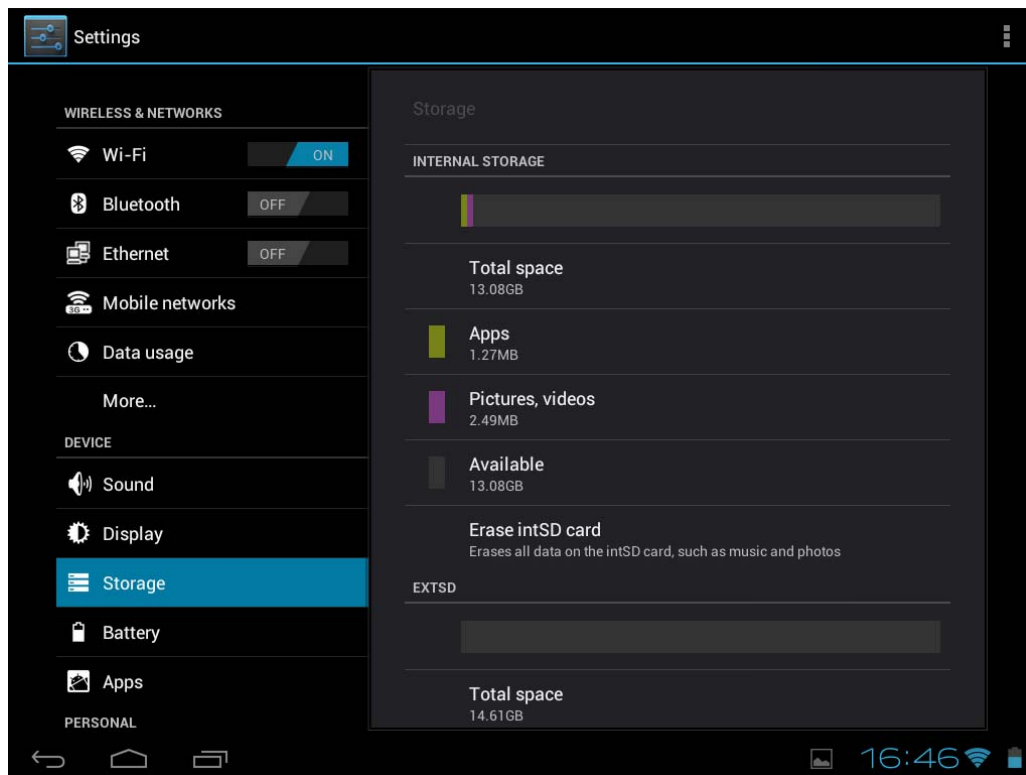 Settings
WIRELESS & NETWORKS
Wi-Fi
ON
Bluetooth
OFF
Ethernet
OFF
3G
Mobile networks
Data usage
More...
DEVICE
Sound
Display
Storage
Battery
Apps
PERSONAL
Storage
INTERNAL STORAGE
Total space
13.08GB
Apps
1.27MB
Pictures, videos
2.49MB
Available
13.08GB
Erase intSD card
Erases all data on the intSD card, such as music and photos
EXTSD
Total space
14.61GB
16:46